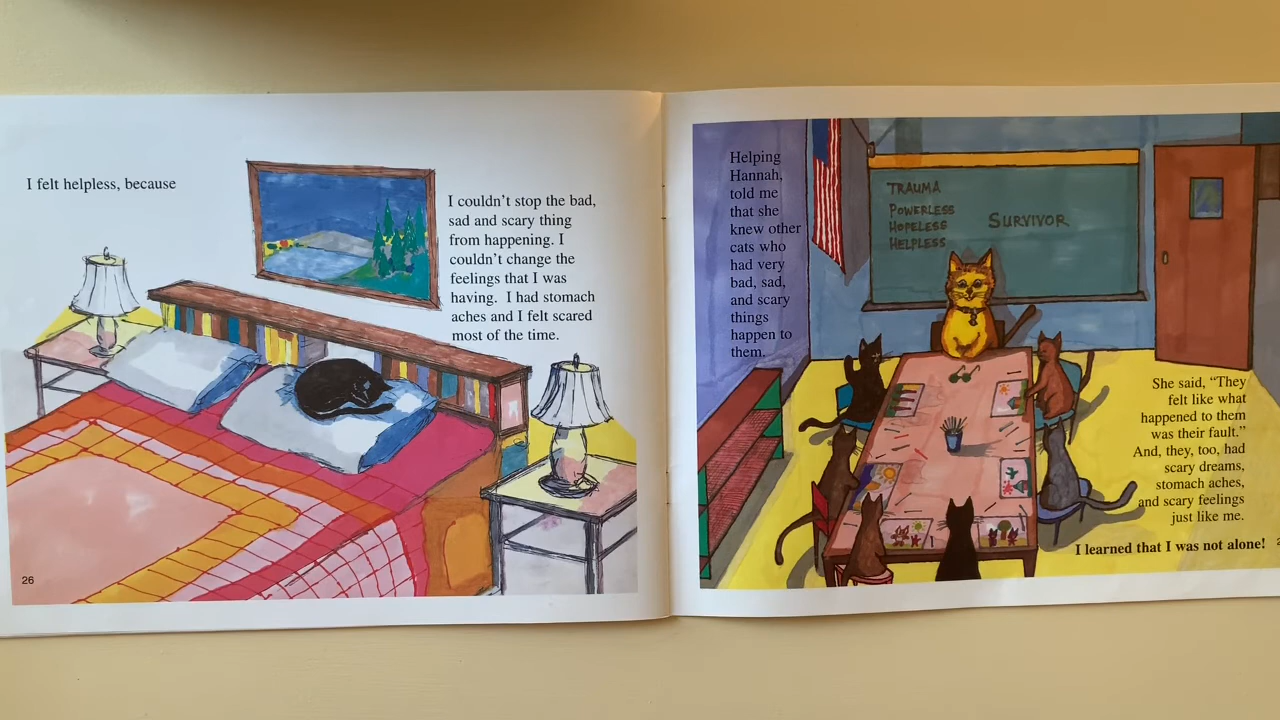 I felt helpless, because
I couldn't stop the bad,
sad and scary thing
from happening. I
couldn't change the
feelings that I was
having. I had stomach
aches and I felt scared
most of the time.
26
Helping
Hannah,
told me
that she
knew other
cats who
had very
bad, sad,
and scary
things
happen to
them.
TRAUMA
POWERLESS
HOPELESS
HELPLESS
SURVIVOR
She said, "They
felt like what
happened to them
was their fault."
And, they, too, had
scary dreams,
stomach aches,
and scary feelings
just like me.
I learned that I was not alone!